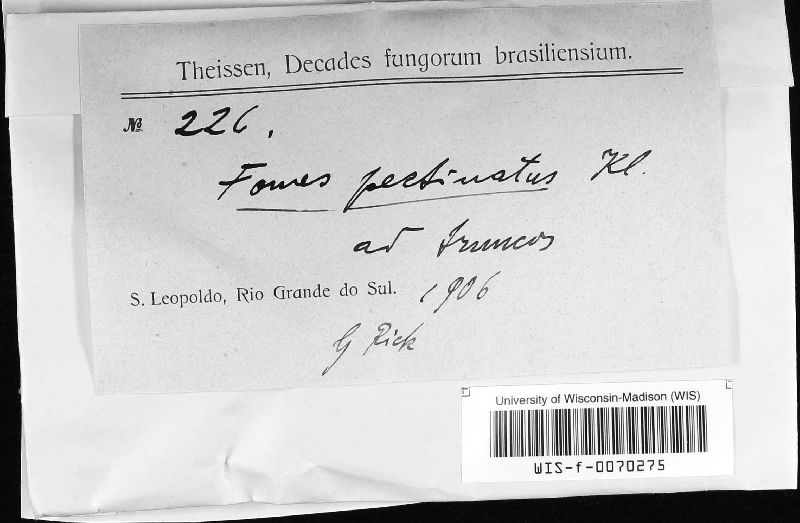 Theissen, Decades fungorum brasiliensium.
№ 226.
Fomes pectinatus Kl.
ad truncos
S. Leopoldo, Rio Grande do Sul. 1906
G Rick
University of Wisconsin-Madison (WIS)
WIS-f-0070275